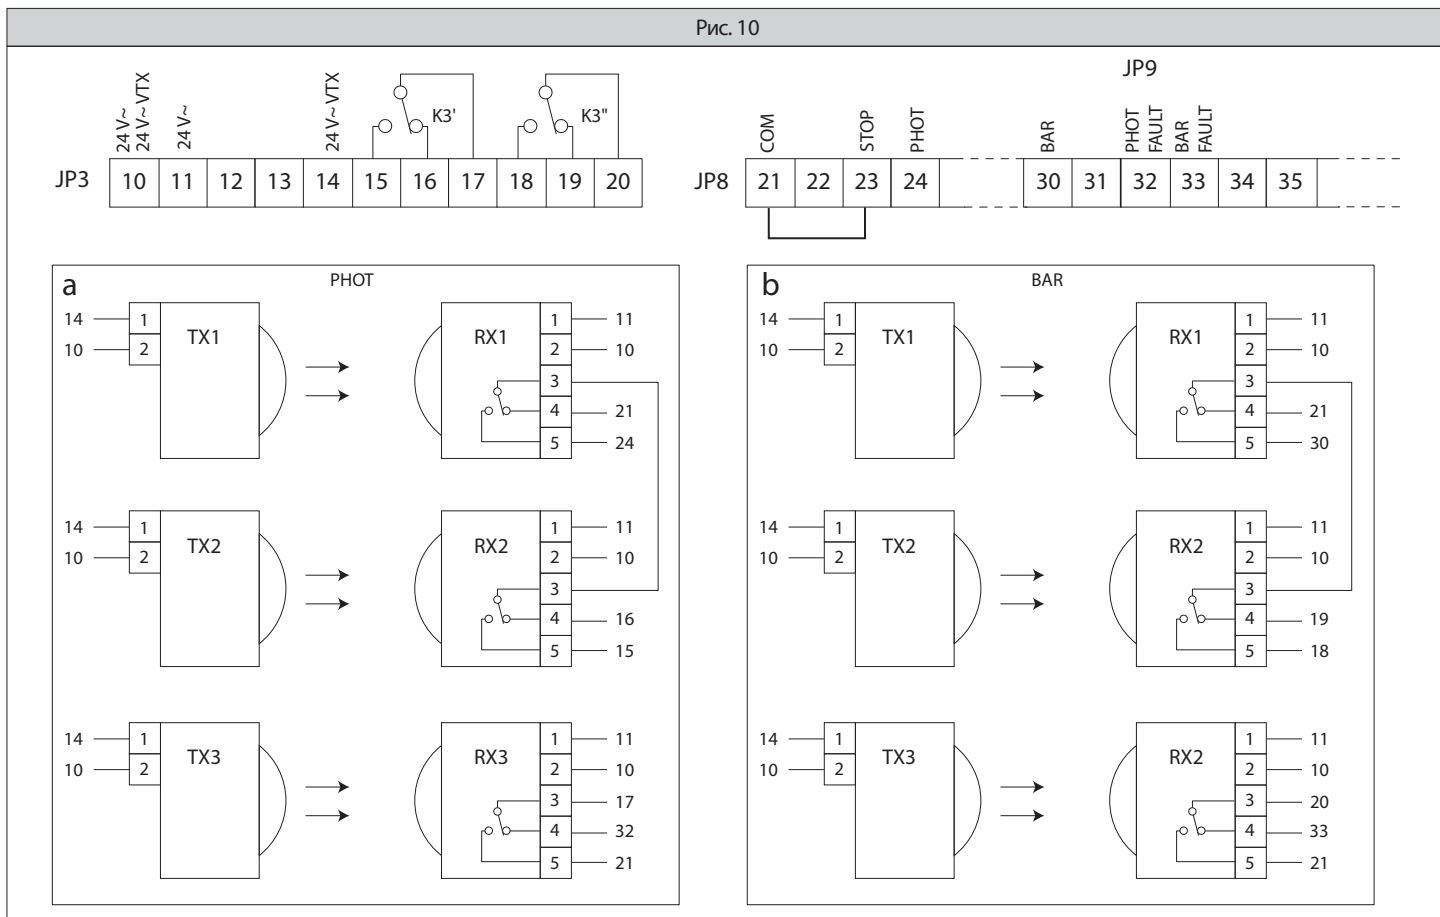 Рис. 10
JP9
24 V~
24 V~ VTX
24 V~
24 V~ VTX
K3'
K3"
COM
STOP
PHOT
BAR
PHOT
FAULT
BAR
FAULT
JP3 10 11 12 13 14 15 16 17 18 19 20
JP8 21 22 23 24 30 31 32 33 34 35
a PHOT
14 1 TX1 RX1 1 11
10 2 2 10
3
4 21
5 24
14 1 TX2 RX2 1 11
10 2 2 10
3
4 16
5 15
14 1 TX3 RX3 1 11
10 2 2 10
3 17
4 32
5 21
b BAR
14 1 TX1 RX1 1 11
10 2 2 10
3
4 21
5 30
14 1 TX2 RX2 1 11
10 2 2 10
3
4 19
5 18
14 1 TX3 RX2 1 11
10 2 2 10
3 20
4 33
5 21